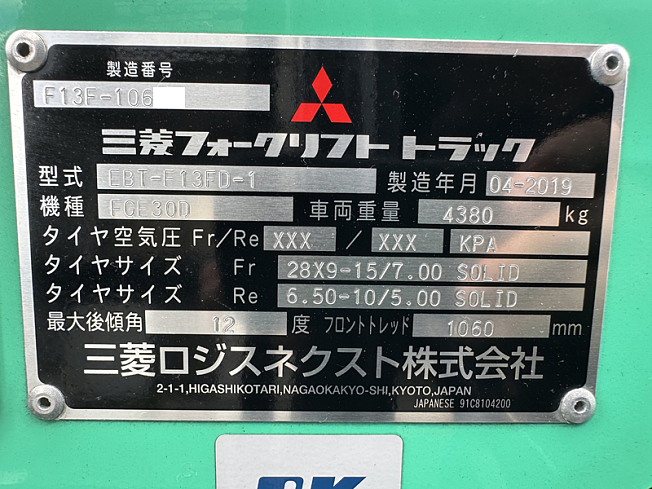 製造番号
F13F-106
三菱フォークリフト トラック
型式 EBT-F13FD-1 製造年月 04-2019
機種 FGE30D 車両重量 4380 kg
タイヤ空気圧 Fr/Re XXX / XXX KPA
タイヤサイズ Fr 28X9-15/7.00 SOLID
タイヤサイズ Re 6.50-10/5.00 SOLID
最大後傾角 12 度 フロントトレッド 1060 mm
三菱ロジスネクスト株式会社
2-1-1,HIGASHIKOTARI,NAGAOKAKYO-SHI,KYOTO,JAPAN
JAPANESE 91C8104200